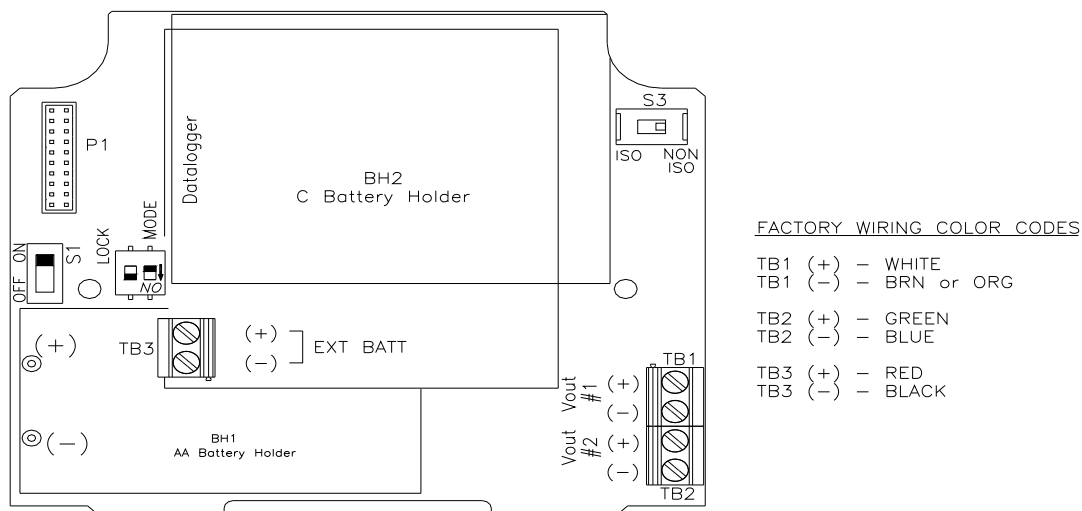 S3
ISO
NON
ISO
P1
Datalogger
BH2
C Battery Holder
LOCK
MODE
NO
OFF ON
S1
FACTORY WIRING COLOR CODES
TB1 (+) – WHITE
TB1 (–) – BRN or ORG
TB2 (+) – GREEN
TB2 (–) – BLUE
TB3 (+) – RED
TB3 (–) – BLACK
(+)
(–)
TB3
(+)
(–)
EXT BATT
BH1
AA Battery Holder
TB1
Vout
#1
(+)
(–)
Vout
#2
(+)
(–)
TB2